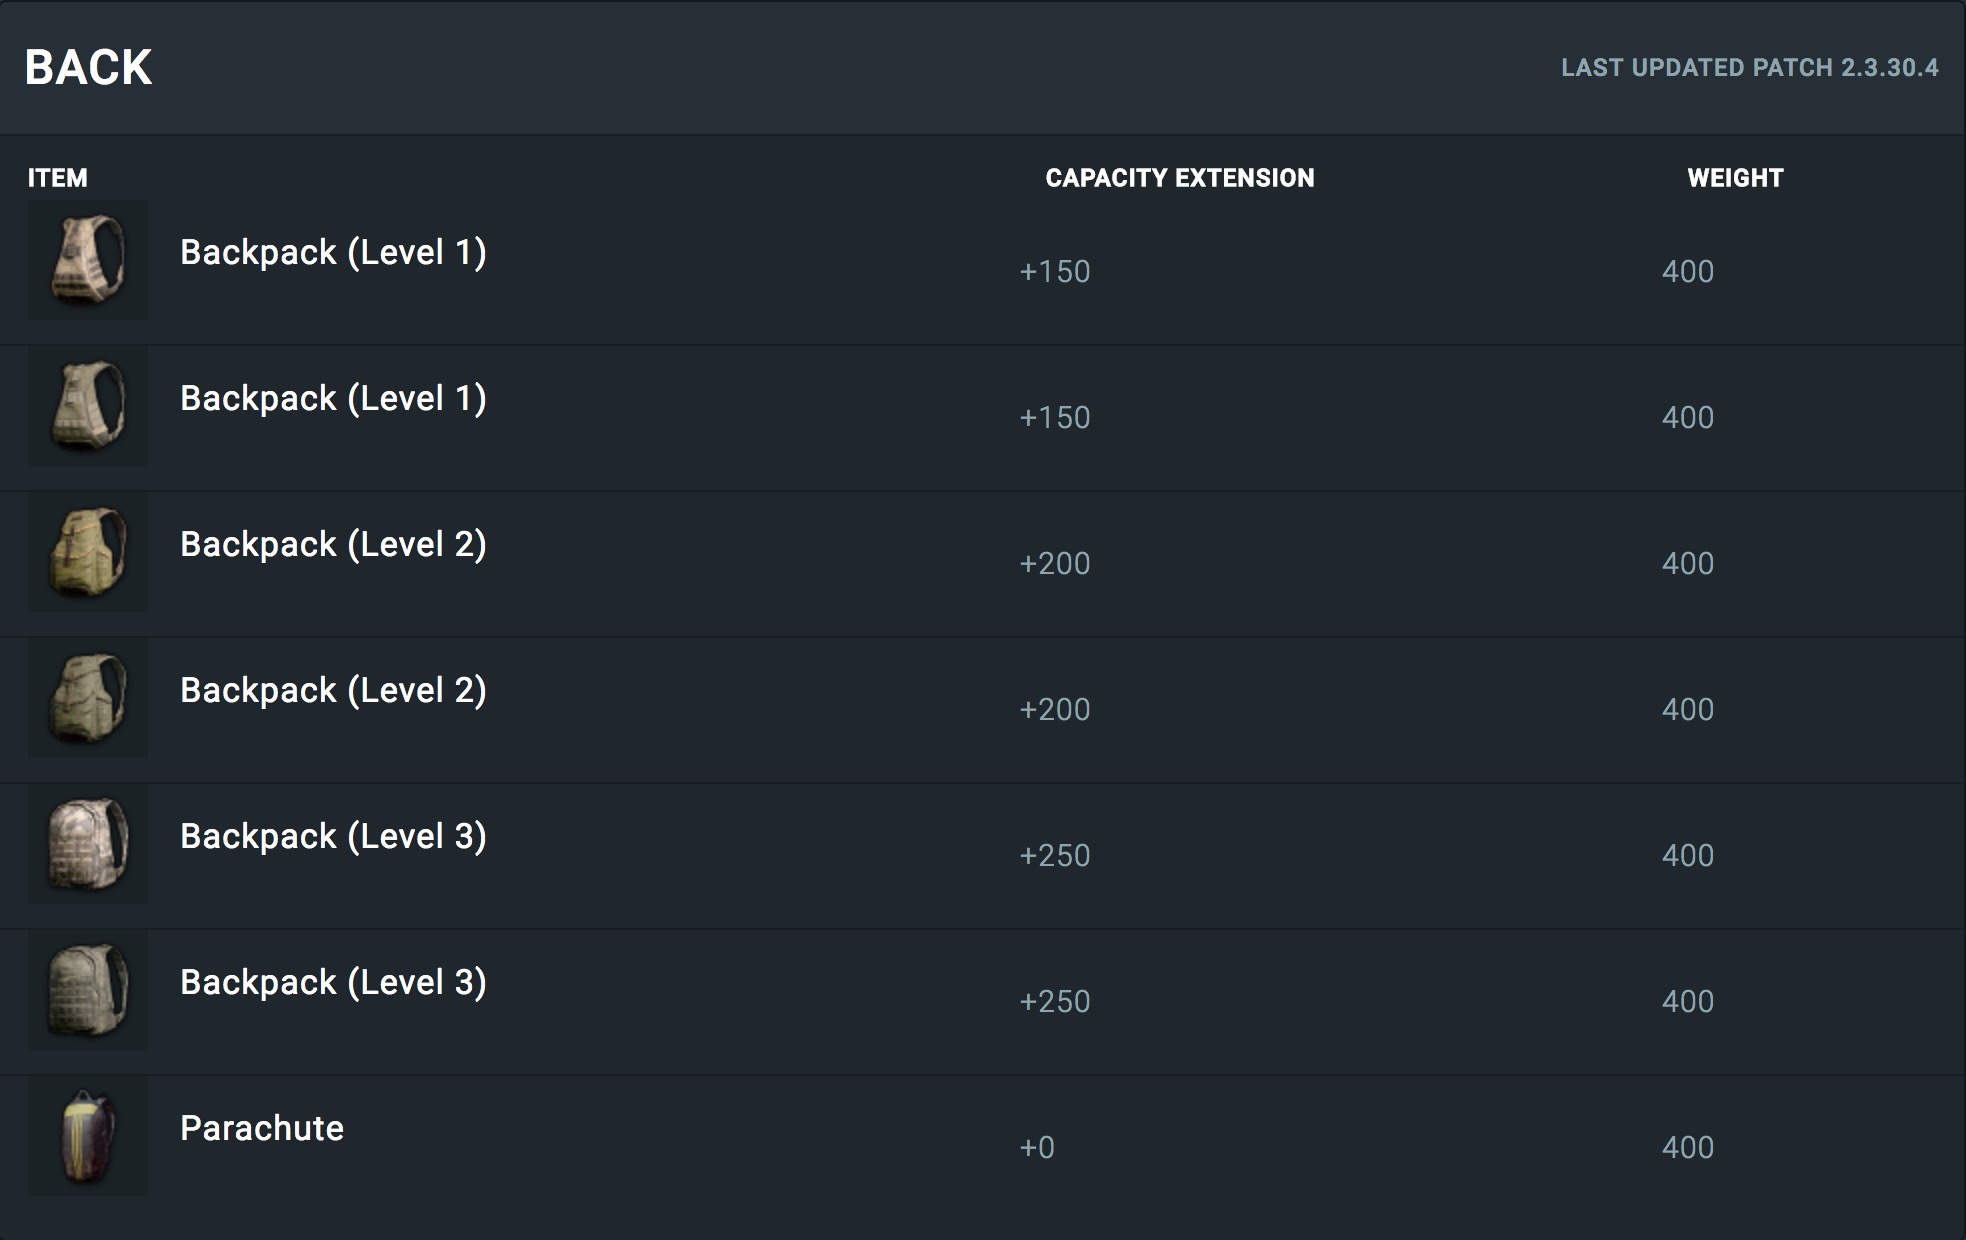 BACK
LAST UPDATED PATCH 2.3.30.4
ITEM CAPACITY EXTENSION WEIGHT
Backpack (Level 1) +150 400
Backpack (Level 1) +150 400
Backpack (Level 2) +200 400
Backpack (Level 2) +200 400
Backpack (Level 3) +250 400
Backpack (Level 3) +250 400
Parachute +0 400